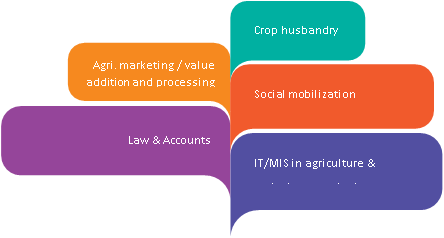 Crop husbandry
Agri. marketing / value
addition and processing
Social mobilization
Law & Accounts
IT/MIS in agriculture &